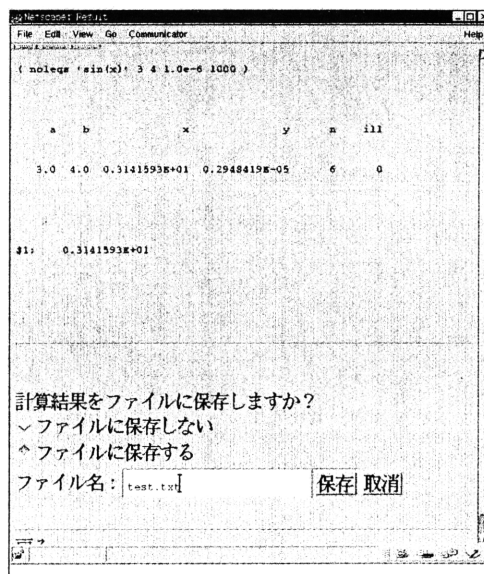 Netscape: Result
File Edit View Go Communicator Help
( noleqs 'sin(x)' 3 4 1.0e-6 1000 )
a b x y n ill
3.0 4.0 0.3141593E+01 0.2948419E-05 6 0
$1: 0.3141593E+01
計算結果をファイルに保存しますか?
ファイルに保存しない
ファイルに保存する
ファイル名: test.txt 保存 取消